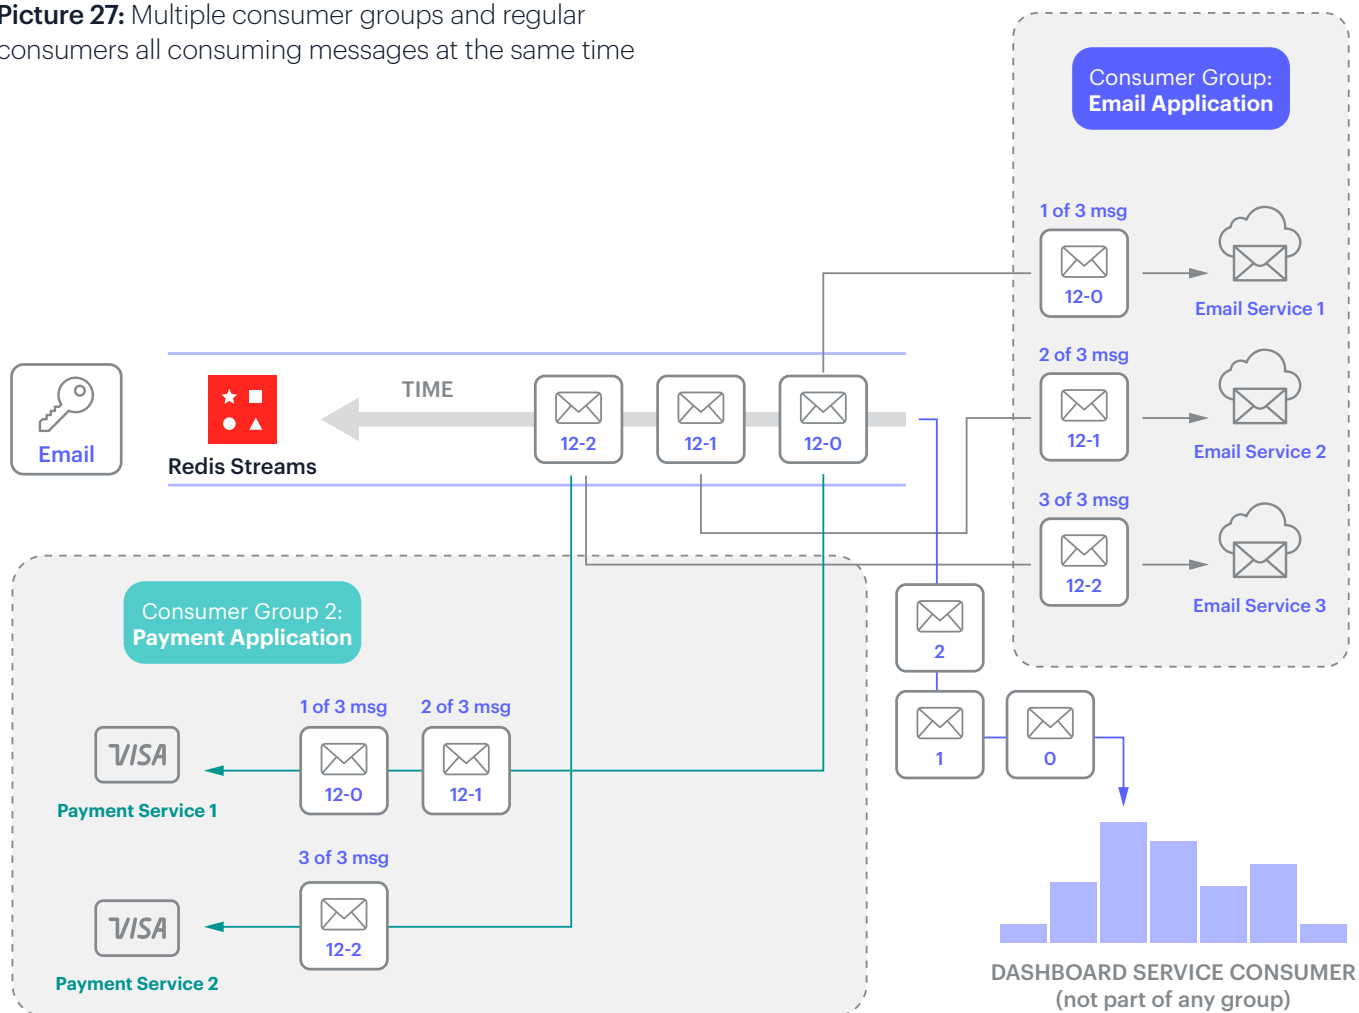 Picture 27: Multiple consumer groups and regular
consumers all consuming messages at the same time
Consumer Group:
Email Application
1 of 3 msg
12-0
Email Service 1
2 of 3 msg
12-1
Email Service 2
3 of 3 msg
12-2
Email Service 3
Email
Redis Streams
TIME
12-2
12-1
12-0
Consumer Group 2:
Payment Application
1 of 3 msg
2 of 3 msg
VISA
12-0
12-1
Payment Service 1
3 of 3 msg
VISA
12-2
Payment Service 2
2
1
0
DASHBOARD SERVICE CONSUMER
(not part of any group)